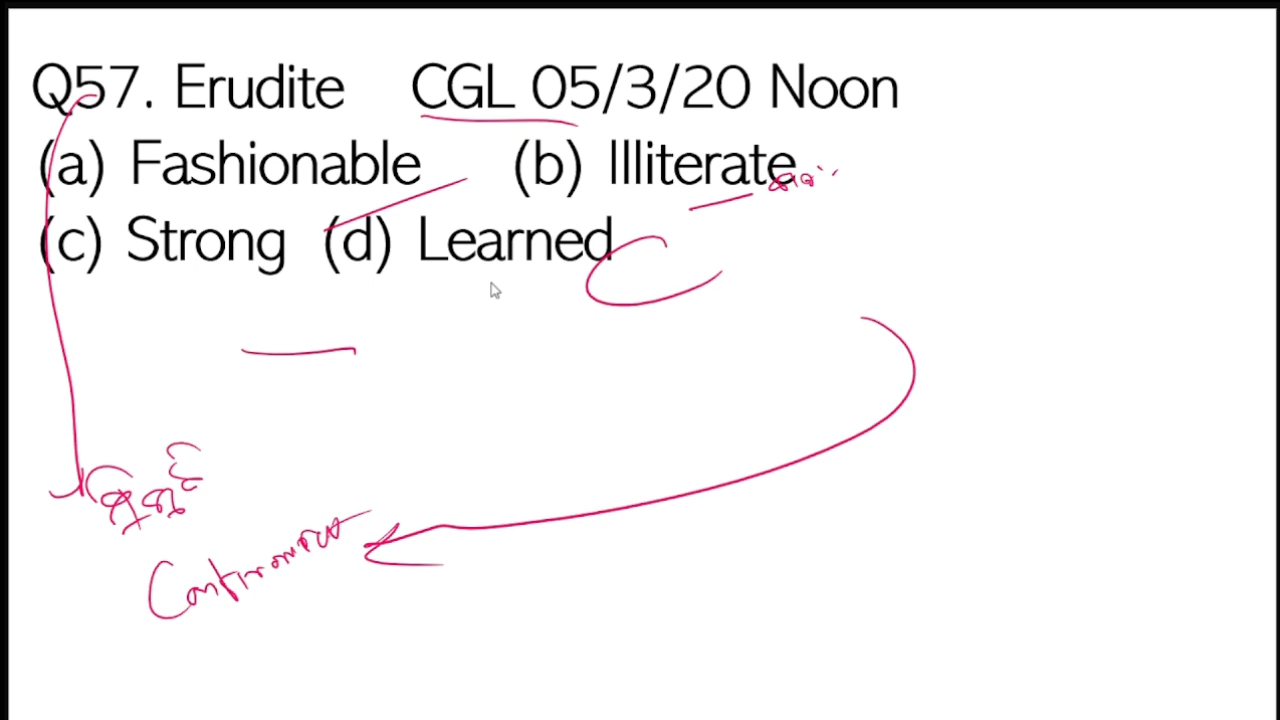 Q57. Erudite CGL 05/3/20 Noon
(a) Fashionable (b) Illiterate
(c) Strong (d) Learned